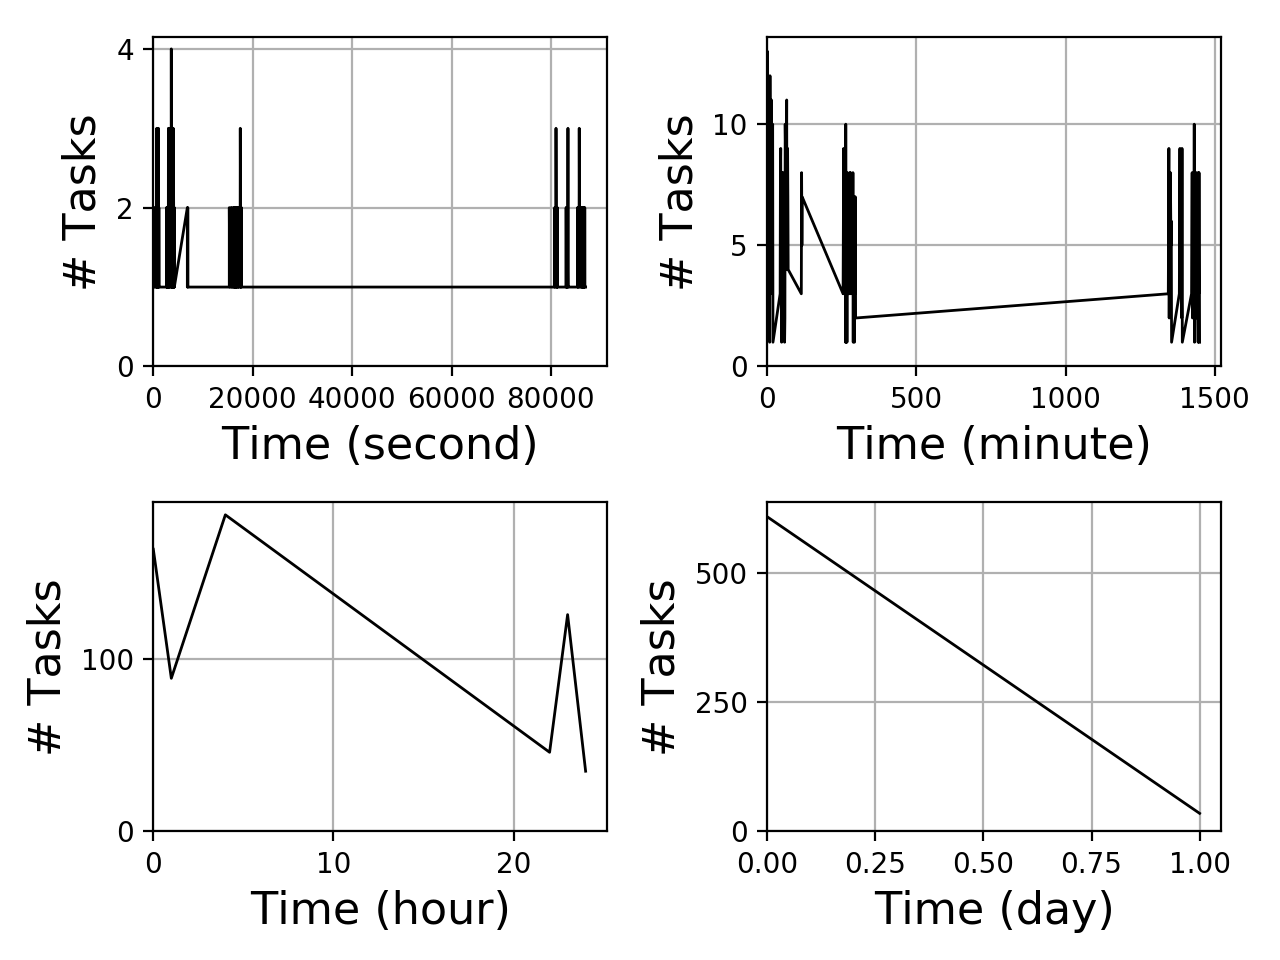 # Tasks
4
2
0
0 20000 40000 60000 80000
Time (second)
# Tasks
10
5
0
0 500 1000 1500
Time (minute)
# Tasks
100
0
0 10 20
Time (hour)
# Tasks
500
250
0
0.00 0.25 0.50 0.75 1.00
Time (day)